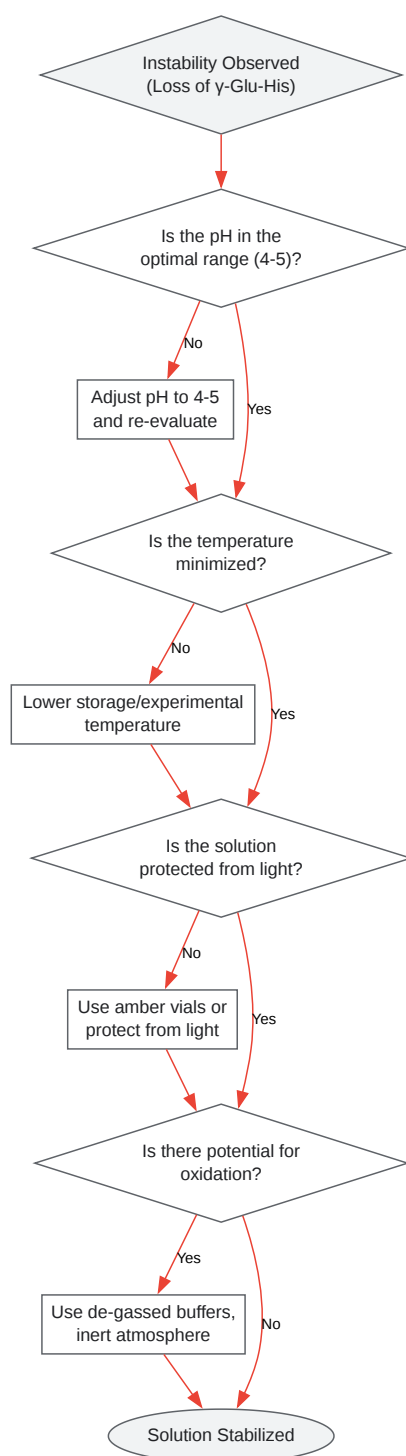 Instability Observed
(Loss of γ-Glu-His)
Is the pH in the
optimal range (4-5)?
No
Adjust pH to 4-5
and re-evaluate
Yes
Is the temperature
minimized?
No
Lower storage/experimental
temperature
Yes
Is the solution
protected from light?
No
Use amber vials or
protect from light
Yes
Is there potential for
oxidation?
Yes
Use de-gassed buffers,
inert atmosphere
No
Solution Stabilized